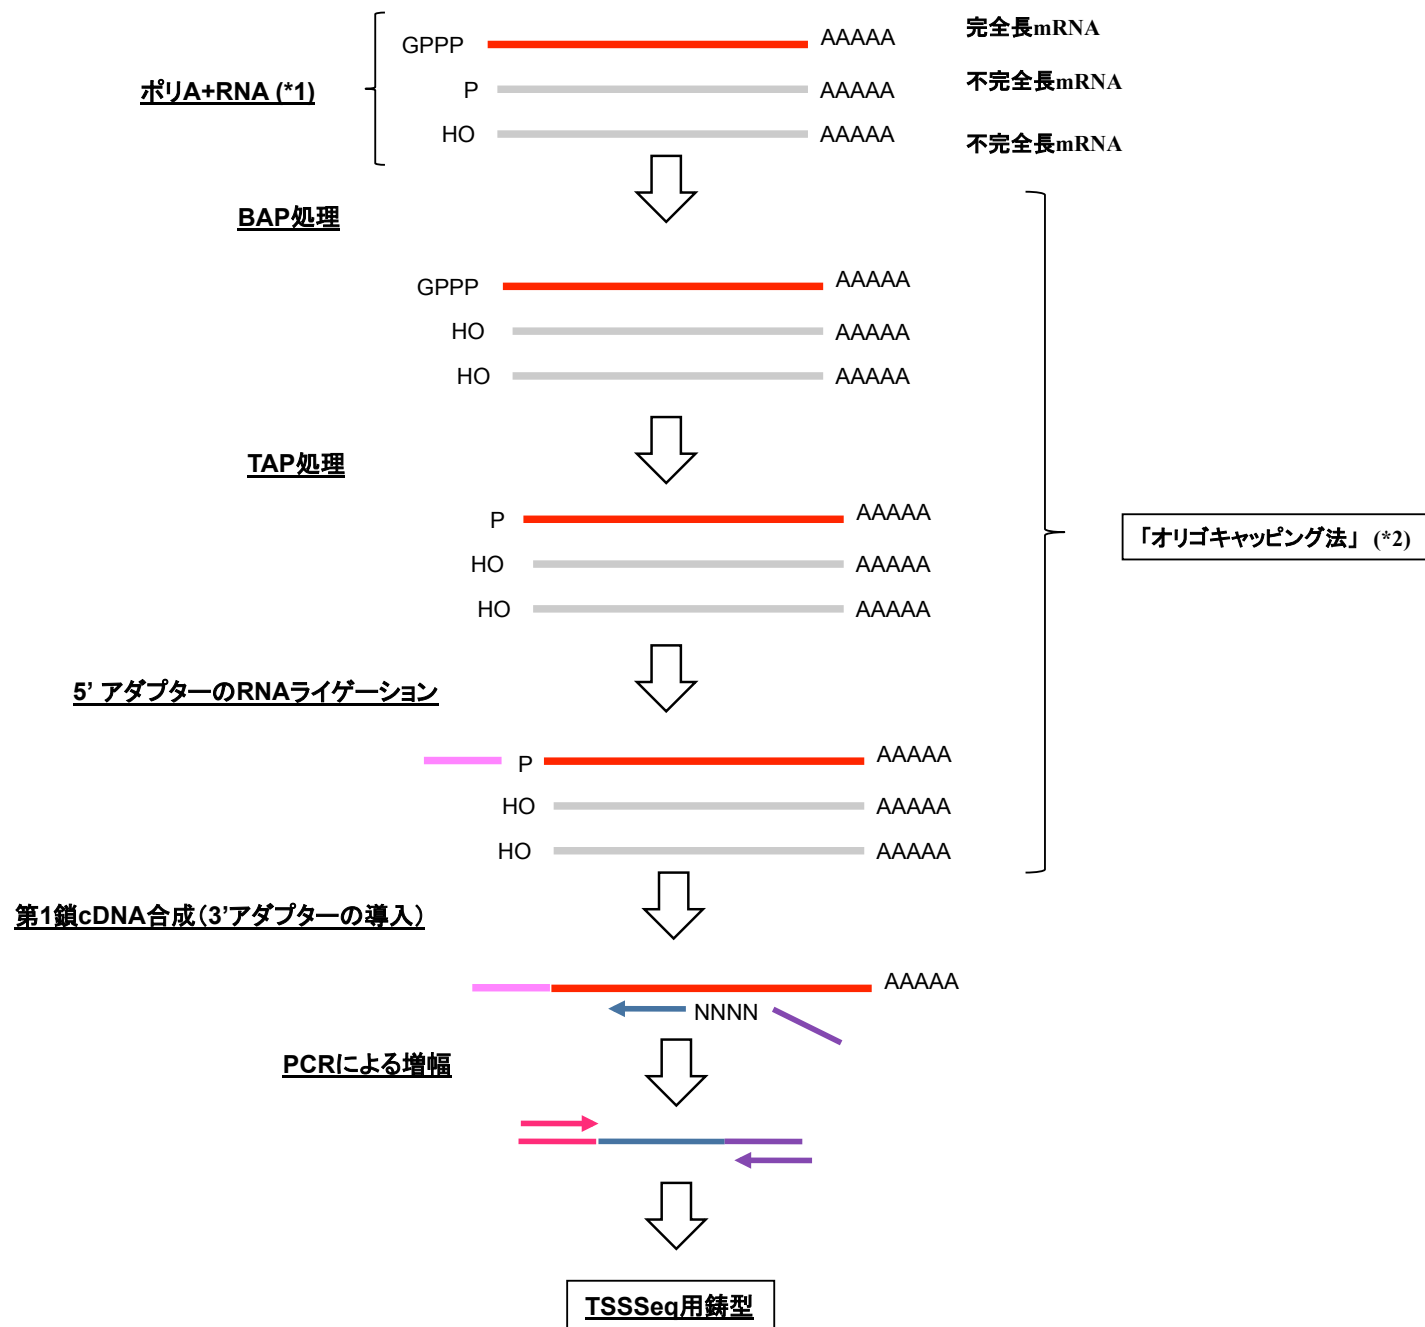 GPPP AAAAA 完全長mRNA
ポリA+RNA (*1) P AAAAA 不完全長mRNA
HO AAAAA 不完全長mRNA
BAP処理
GPPP AAAAA
HO AAAAA
HO AAAAA
TAP処理
P AAAAA
HO AAAAA
HO AAAAA
「オリゴキャッピング法」 (*2)
5’ アダプターのRNAライゲーション
P AAAAA
HO AAAAA
HO AAAAA
第1鎖cDNA合成（3’アダプターの導入）
AAAAA
NNNN
PCRによる増幅
TSSSeq用鋳型